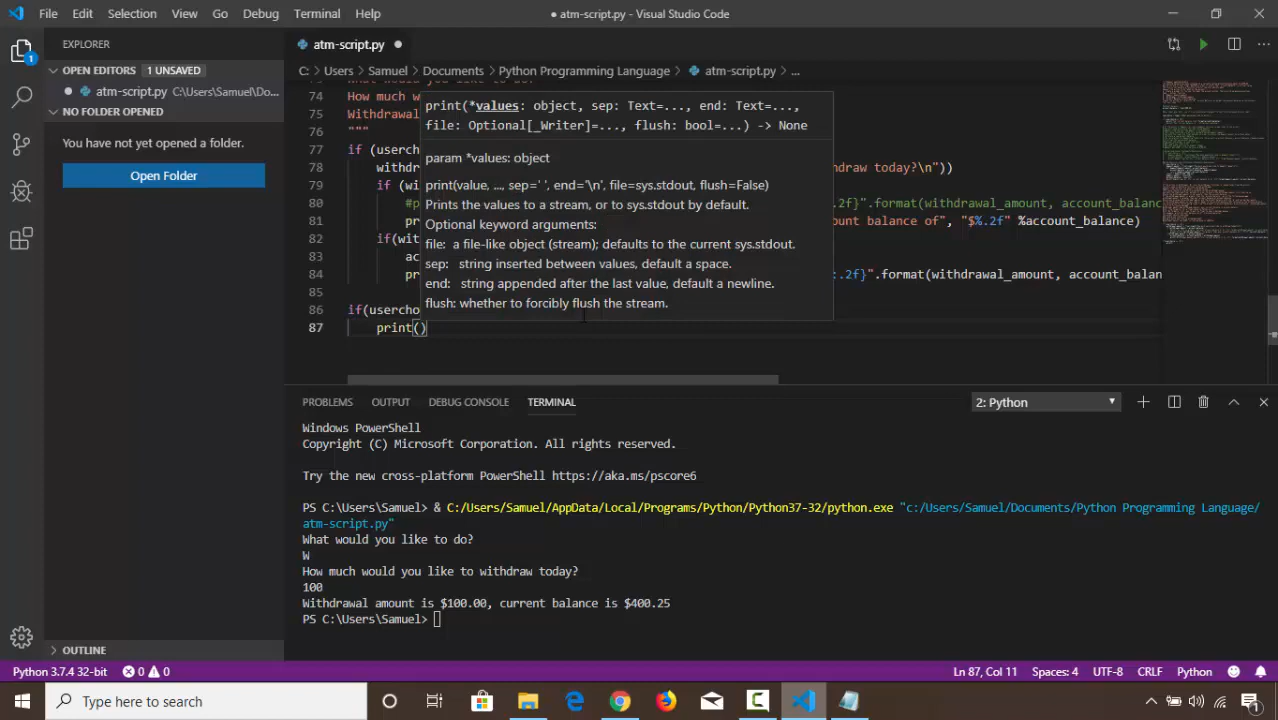 File Edit Selection View Go Debug Terminal Help
● atm-script.py - Visual Studio Code
EXPLORER
atm-script.py ●
OPEN EDITORS 1 UNSAVED
● atm-script.py C:\Users\Samuel\Do...
NO FOLDER OPENED
You have not yet opened a folder.
Open Folder
C: > Users > Samuel > Documents > Python Programming Language > atm-script.py > ...
74 How much w
75 Withdrawal
76 """
77 if (userch
78 withdr draw today?\n"))
79 if (wi
80 #p .2f}".format(withdrawal_amount, account_balanc
81 pr ount balance of", "$%.2f" %account_balance)
82 if(wit
83 ac
84 pr :.2f}".format(withdrawal_amount, account_balan
85
86 if(usercho
87 print()
print(*values: object, sep: Text=..., end: Text=...,
file: Optional[_Writer]=..., flush: bool=...) -> None
param *values: object
print(value, ..., sep=' ', end='\n', file=sys.stdout, flush=False)
Prints the values to a stream, or to sys.stdout by default.
Optional keyword arguments:
file: a file-like object (stream); defaults to the current sys.stdout.
sep: string inserted between values, default a space.
end: string appended after the last value, default a newline.
flush: whether to forcibly flush the stream.
PROBLEMS OUTPUT DEBUG CONSOLE TERMINAL
2: Python
Windows PowerShell
Copyright (C) Microsoft Corporation. All rights reserved.
Try the new cross-platform PowerShell https://aka.ms/pscore6
PS C:\Users\Samuel> & C:/Users/Samuel/AppData/Local/Programs/Python/Python37-32/python.exe "c:/Users/Samuel/Documents/Python Programming Language/
atm-script.py"
What would you like to do?
W
How much would you like to withdraw today?
100
Withdrawal amount is $100.00, current balance is $400.25
PS C:\Users\Samuel>
OUTLINE
Python 3.7.4 32-bit 0 0
Ln 87, Col 11 Spaces: 4 UTF-8 CRLF Python
Type here to search